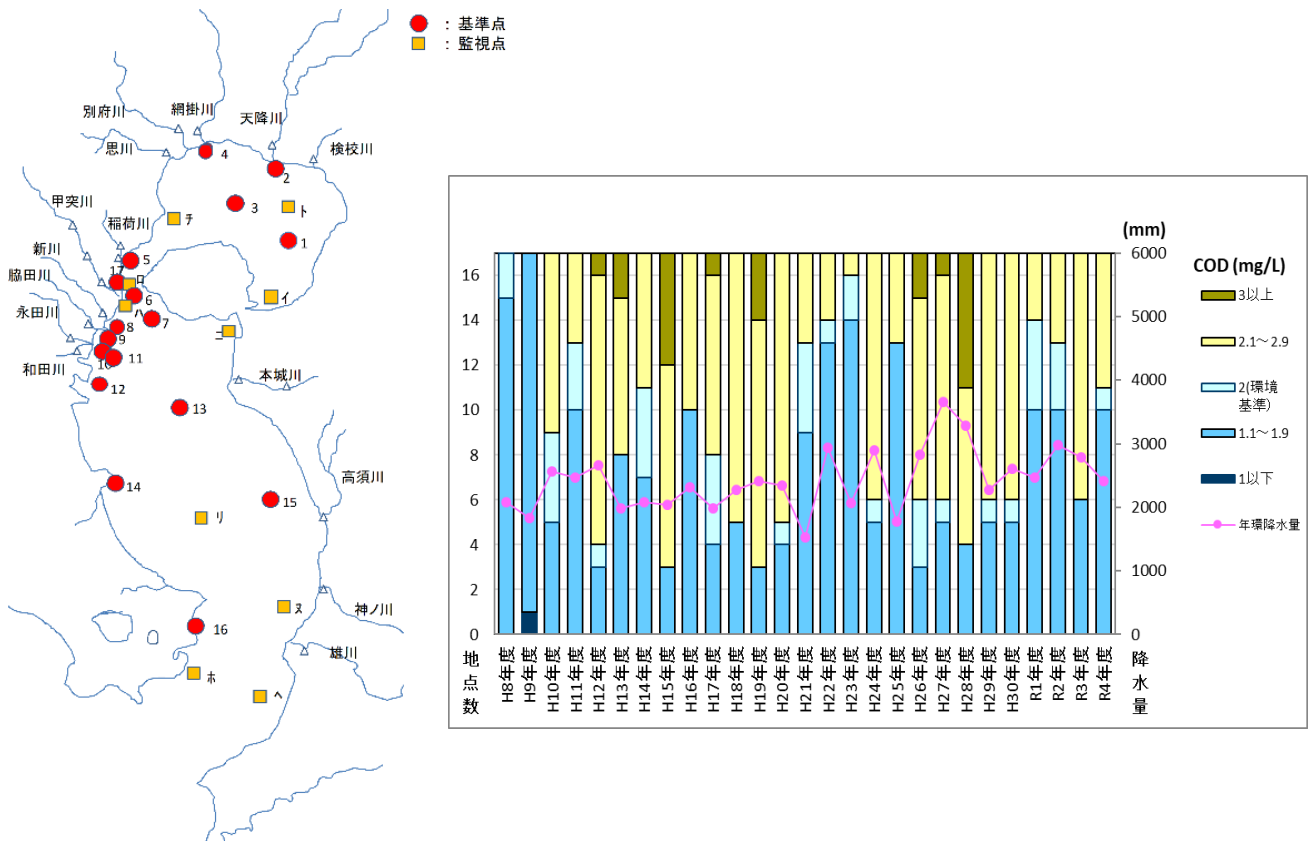 ：基準点
：監視点
別府川
網掛川
天降川
思川
検校川
4
2
3
ト
チ
1
甲突川
稲荷川
新川
5
17
ロ
脇田川
6
イ
ハ
永田川
7
8
ニ
9
10
11
和田川
12
本城川
13
高須川
14
15
リ
ヌ
神ノ川
16
雄川
ホ
ヘ
(mm)
COD (mg/L)
3以上
2.1～2.9
2(環境
基準）
1.1～1.9
1以下
年環降水量
16
14
12
10
8
6
4
2
0
6000
5000
4000
3000
2000
1000
0
地点数
H8年度
H9年度
H10年度
H11年度
H12年度
H13年度
H14年度
H15年度
H16年度
H17年度
H18年度
H19年度
H20年度
H21年度
H22年度
H23年度
H24年度
H25年度
H26年度
H27年度
H28年度
H29年度
H30年度
R1年度
R2年度
R3年度
R4年度
降水量